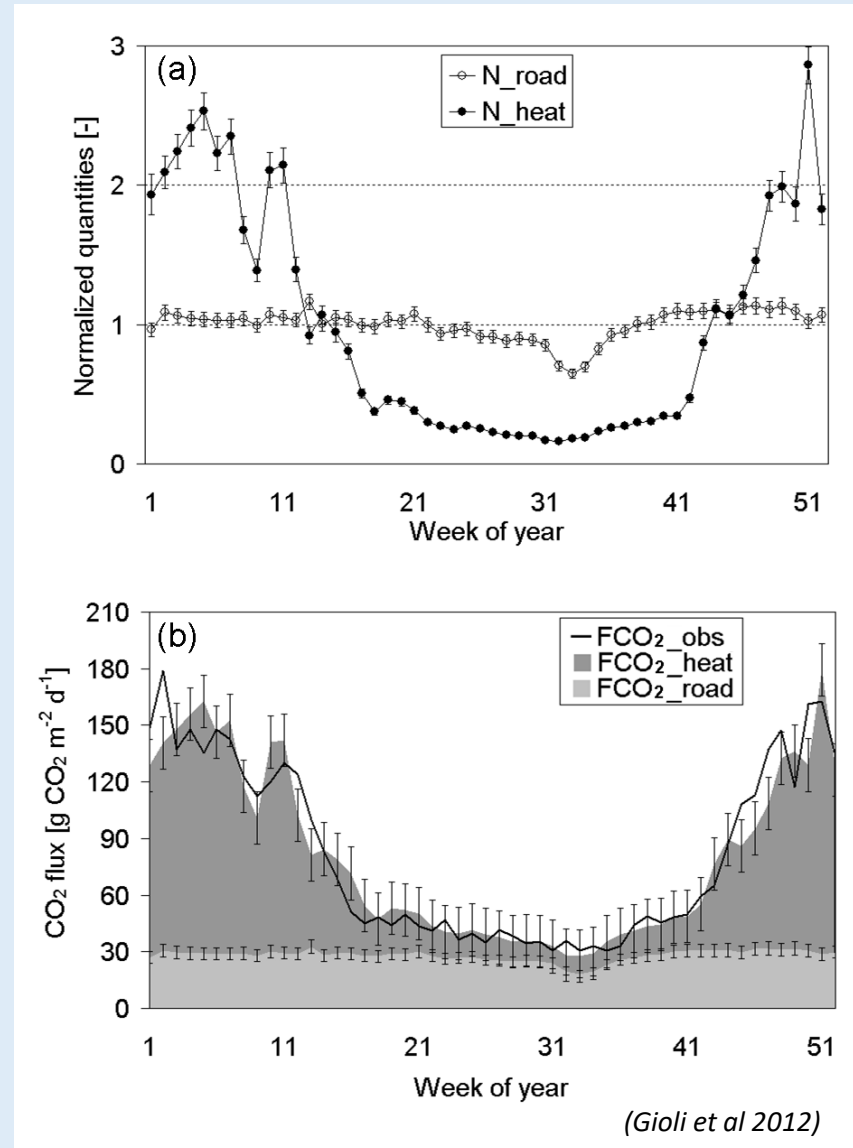 (a)
N_road
N_heat
Normalized quantities [-]
3
2
1
0
1 11 21 31 41 51
Week of year
(b)
FCO₂_obs
FCO₂_heat
FCO₂_road
CO₂ flux [g CO₂ m⁻² d⁻¹]
210
180
150
120
90
60
30
0
1 11 21 31 41 51
Week of year
(Gioli et al 2012)